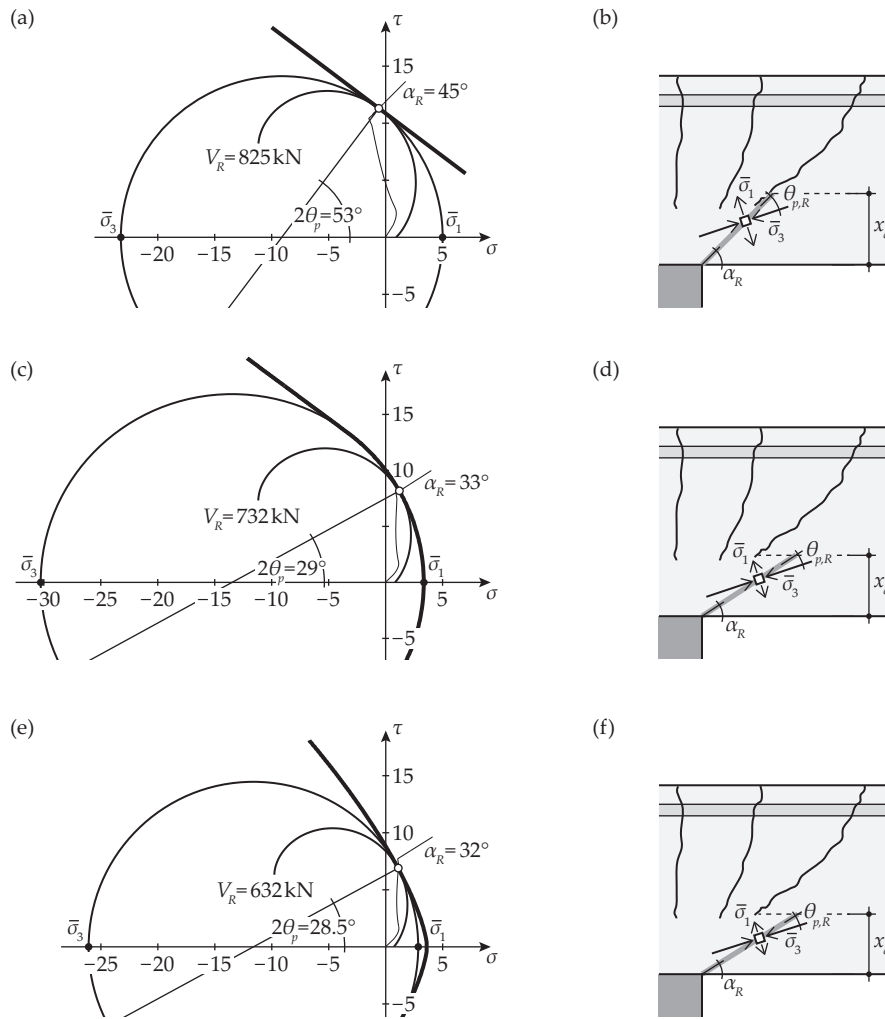 (a)
τ
15
α_R = 45°
V_R = 825 kN
2θ_p = 53°
σ̅_3
σ̅_1
−20
−15
−10
−5
5
σ
−5
(b)
σ̅_1
θ_p,R
σ̅_3
α_R
(c)
τ
15
10
α_R = 33°
V_R = 732 kN
2θ_p = 29°
σ̅_3
σ̅_1
−30
−25
−20
−15
−10
−5
5
σ
−5
(d)
σ̅_1
θ_p,R
σ̅_3
α_R
(e)
τ
15
10
α_R = 32°
V_R = 632 kN
2θ_p = 28.5°
σ̅_3
σ̅_1
−25
−20
−15
−10
−5
5
σ
−5
(f)
σ̅_1
θ_p,R
σ̅_3
α_R